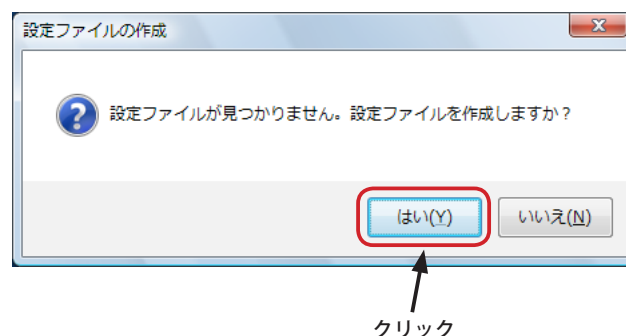 設定ファイルの作成
設定ファイルが見つかりません。設定ファイルを作成しますか？
はい(Y)
いいえ(N)
クリック